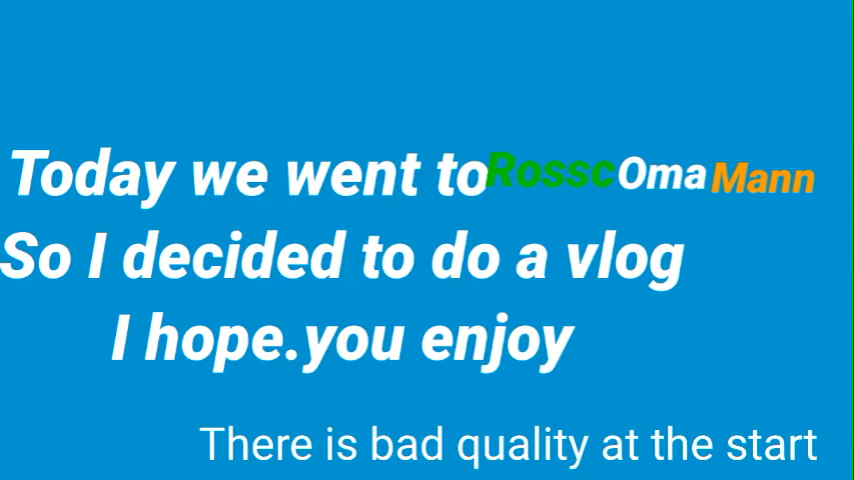 Today we went to RosscOmaMann
So I decided to do a vlog
I hope.you enjoy
There is bad quality at the start